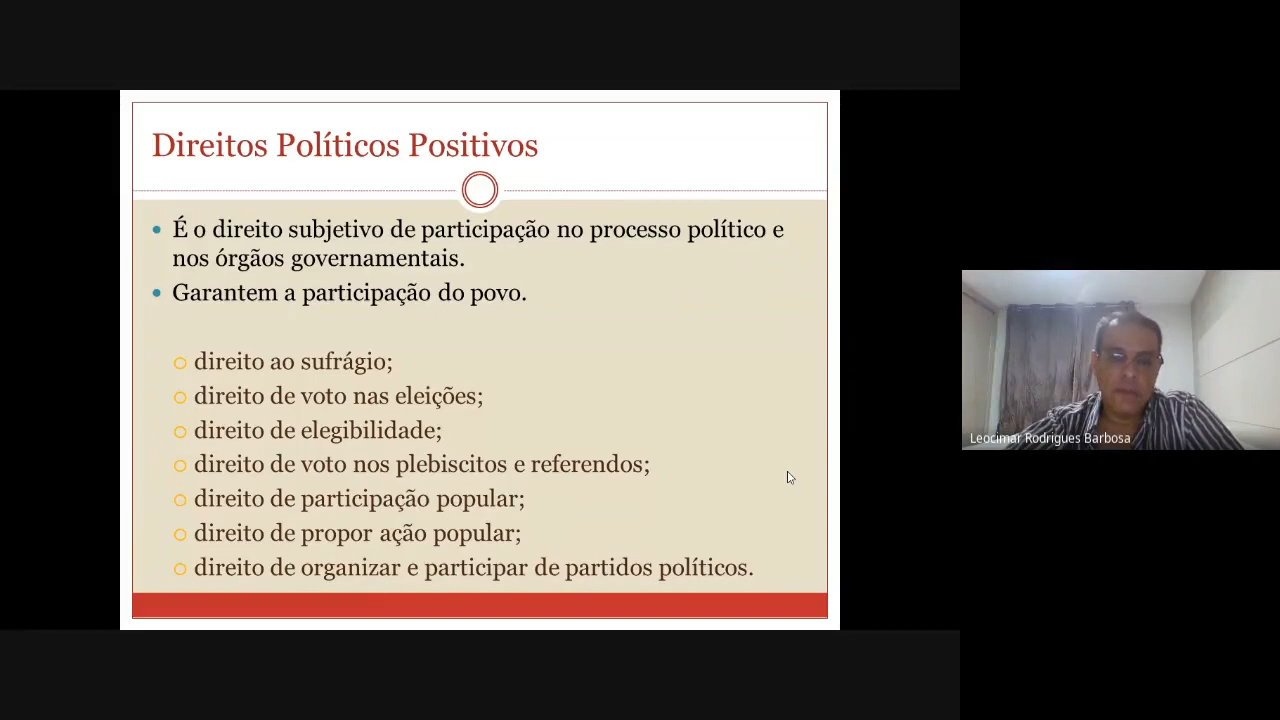 Direitos Políticos Positivos
É o direito subjetivo de participação no processo político e
nos órgãos governamentais.
Garantem a participação do povo.
direito ao sufrágio;
direito de voto nas eleições;
direito de elegibilidade;
direito de voto nos plebiscitos e referendos;
direito de participação popular;
direito de propor ação popular;
direito de organizar e participar de partidos políticos.
Leocimar Rodrigues Barbosa